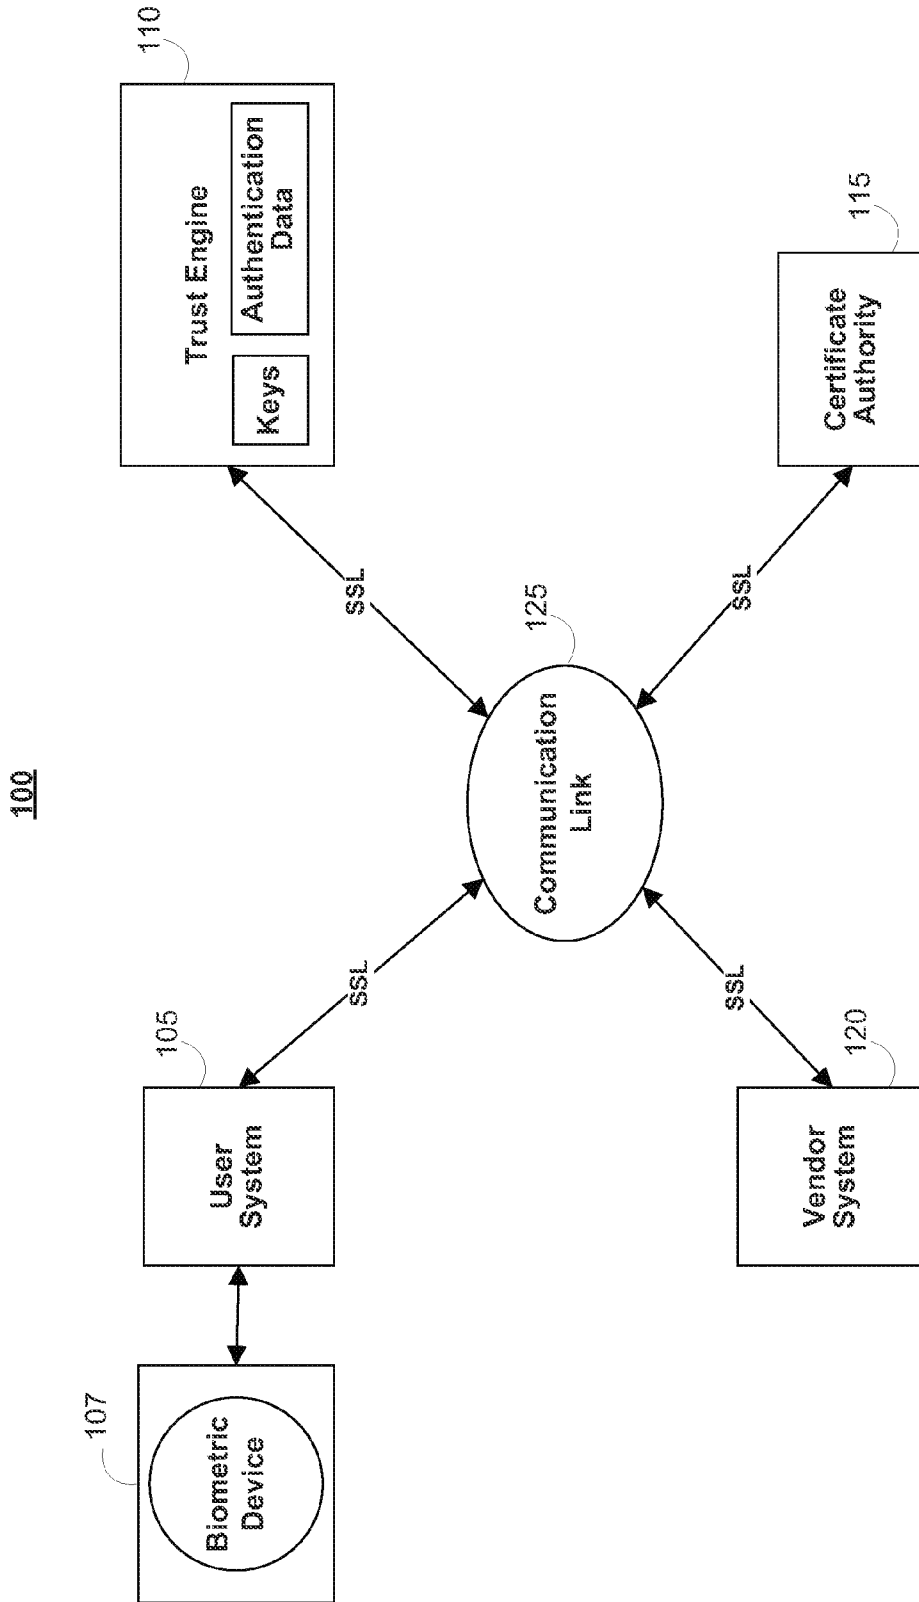 100
110
Trust Engine
Keys
Authentication
Data
105
User
System
107
Biometric
Device
SSL
SSL
125
Communication
Link
SSL
SSL
120
Vendor
System
115
Certificate
Authority